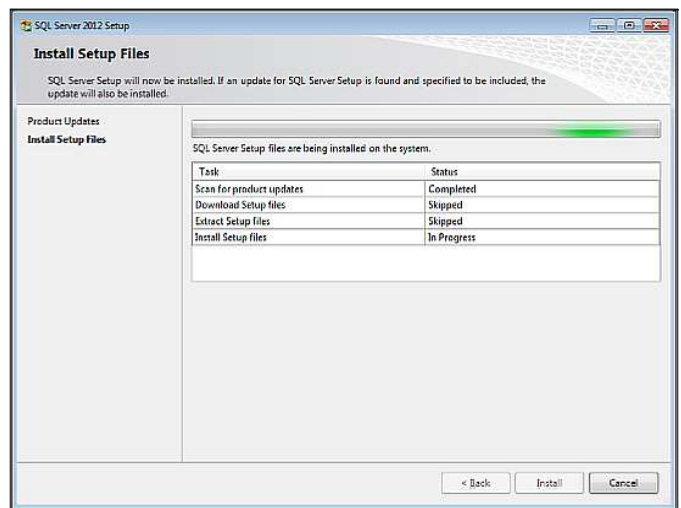 SQL Server 2012 Setup
Install Setup Files
SQL Server Setup will now be installed. If an update for SQL Server Setup is found and specified to be included, the
update will also be installed.
Product Updates
Install Setup Files
SQL Server Setup files are being installed on the system.
Task Status
Scan for product updates Completed
Download Setup files Skipped
Extract Setup files Skipped
Install Setup files In Progress
< Back Install Cancel